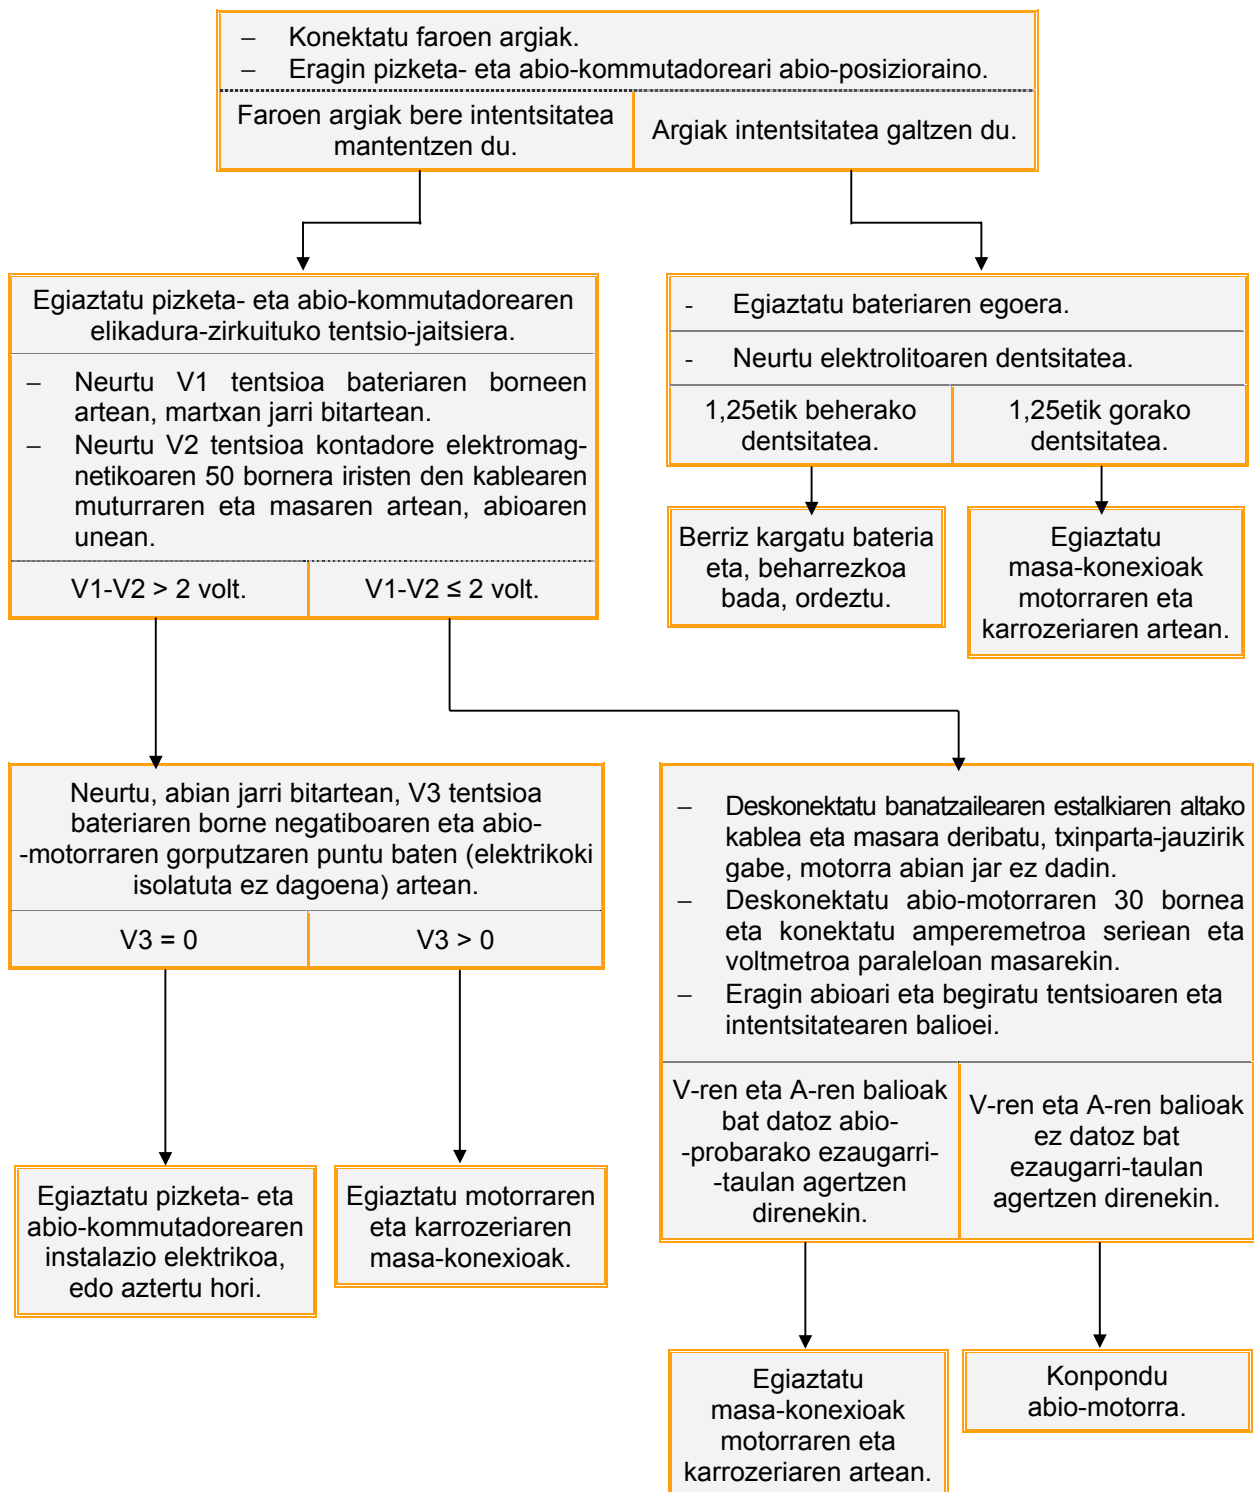 – Konektatu faroen argiak.
– Eragin pizketa- eta abio-kommutadoreari abio-posizioraino.
Faroen argiak bere intentsitatea
mantentzen du.
Argiak intentsitatea galtzen du.
Egiaztatu pizketa- eta abio-kommutadorearen
elikadura-zirkuituko tentsio-jaitsiera.
– Neurtu V1 tentsioa bateriaren borneen
artean, martxan jarri bitartean.
– Neurtu V2 tentsioa kontadore elektromag-
netikoaren 50 bornera iristen den kablearen
muturraren eta masaren artean, abioaren
unean.
V1-V2 > 2 volt.
V1-V2 ≤ 2 volt.
- Egiaztatu bateriaren egoera.
- Neurtu elektrolitoaren dentsitatea.
1,25etik beherako
dentsitatea.
1,25etik gorako
dentsitatea.
Berriz kargatu bateria
eta, beharrezkoa
bada, ordeztu.
Egiaztatu
masa-konexioak
motorraren eta
karrozeriaren artean.
Neurtu, abian jarri bitartean, V3 tentsioa
bateriaren borne negatiboaren eta abio-
-motorraren gorputzaren puntu baten (elektrikoki
isolatuta ez dagoena) artean.
V3 = 0
V3 > 0
– Deskonektatu banatzailearen estalkiaren altako
kablea eta masara deribatu, txinparta-jauzirik
gabe, motorra abian jar ez dadin.
– Deskonektatu abio-motorraren 30 bornea
eta konektatu amperemetroa seriean eta
voltmetroa paraleloan masarekin.
– Eragin abioari eta begiratu tentsioaren eta
intentsitatearen balioei.
V-ren eta A-ren balioak
bat datoz abio-
-probarako ezaugarri-
-taulan agertzen
direnekin.
V-ren eta A-ren balioak
ez datoz bat
ezaugarri-taulan
agertzen direnekin.
Egiaztatu pizketa- eta
abio-kommutadorearen
instalazio elektrikoa,
edo aztertu hori.
Egiaztatu motorraren
eta karrozeriaren
masa-konexioak.
Egiaztatu
masa-konexioak
motorraren eta
karrozeriaren artean.
Konpondu
abio-motorra.